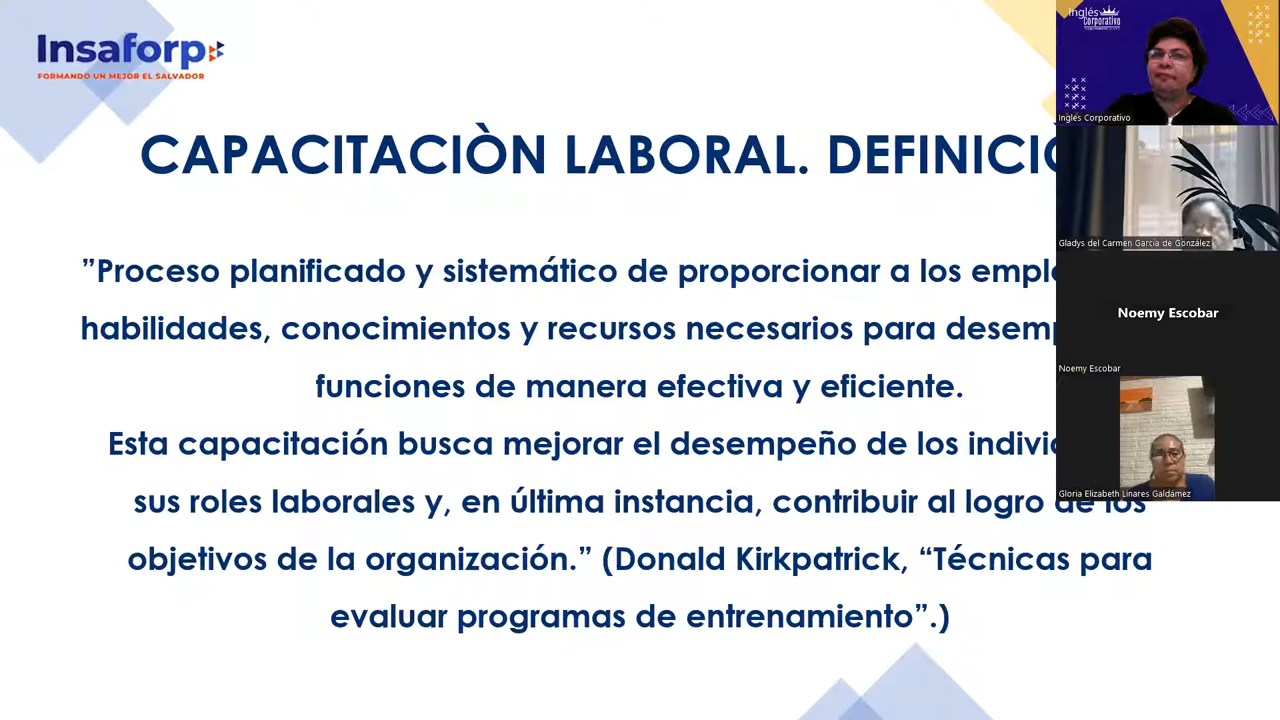 Insaforp
FORMANDO UN MEJOR EL SALVADOR
CAPACITACIÒN LABORAL. DEFINICIÒ
”Proceso planificado y sistemático de proporcionar a los emple
habilidades, conocimientos y recursos necesarios para desemp
funciones de manera efectiva y eficiente.
Esta capacitación busca mejorar el desempeño de los individ
sus roles laborales y, en última instancia, contribuir al logro de los
objetivos de la organización.” (Donald Kirkpatrick, “Técnicas para
evaluar programas de entrenamiento”.)
Inglés
Corporativo
Inglés Corporativo
Gladys del Carmen García de González
Noemy Escobar
Noemy Escobar
Gloria Elizabeth Linares Galdámez